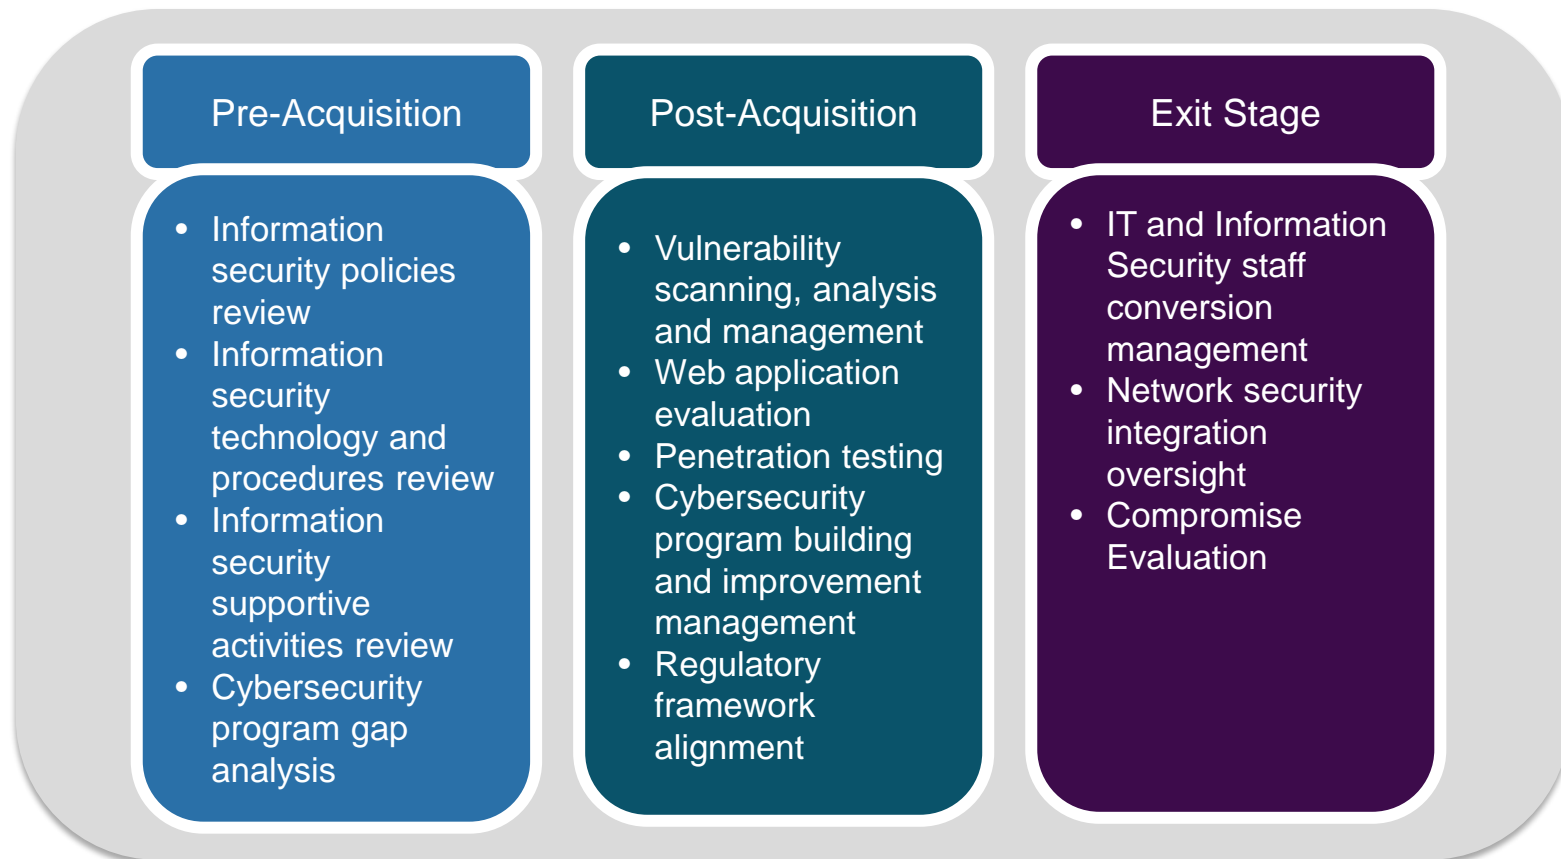 Pre-Acquisition
• Information
security policies
review
• Information
security
technology and
procedures review
• Information
security
supportive
activities review
• Cybersecurity
program gap
analysis
Post-Acquisition
• Vulnerability
scanning, analysis
and management
• Web application
evaluation
• Penetration testing
• Cybersecurity
program building
and improvement
management
• Regulatory
framework
alignment
Exit Stage
• IT and Information
Security staff
conversion
management
• Network security
integration
oversight
• Compromise
Evaluation